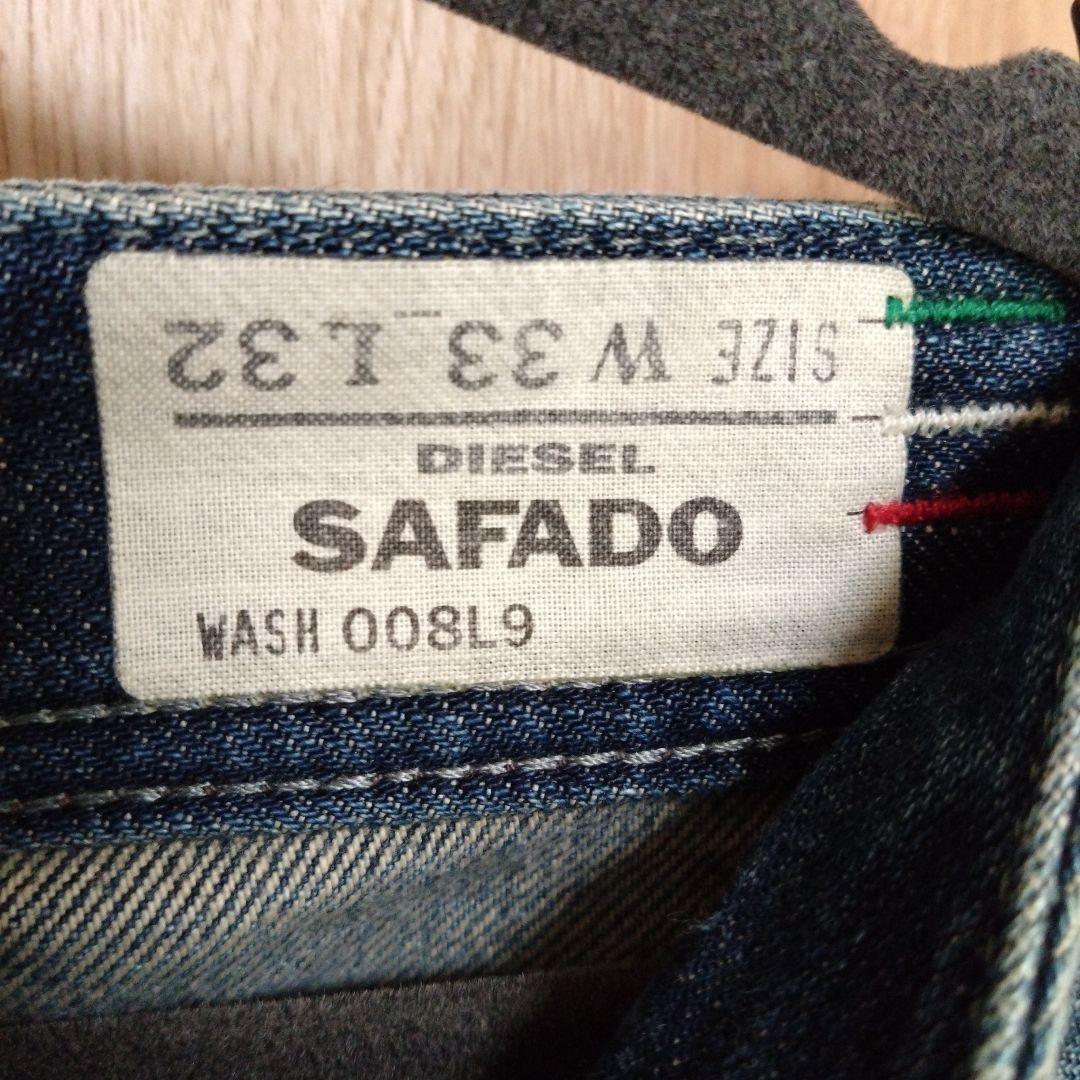 SIZE W 33 L 32
DIESEL
SAFADO
WASH 008L9